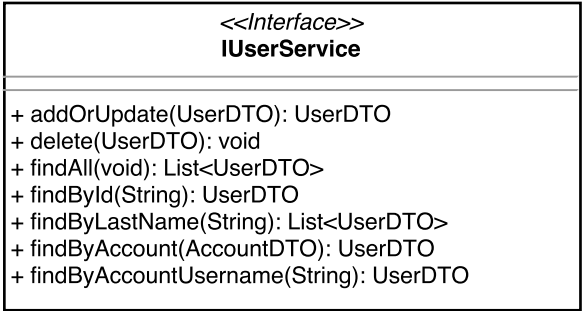 <<Interface>>
IUserService
+ addOrUpdate(UserDTO): UserDTO
+ delete(UserDTO): void
+ findAll(void): List<UserDTO>
+ findById(String): UserDTO
+ findByLastName(String): List<UserDTO>
+ findByAccount(AccountDTO): UserDTO
+ findByAccountUsername(String): UserDTO